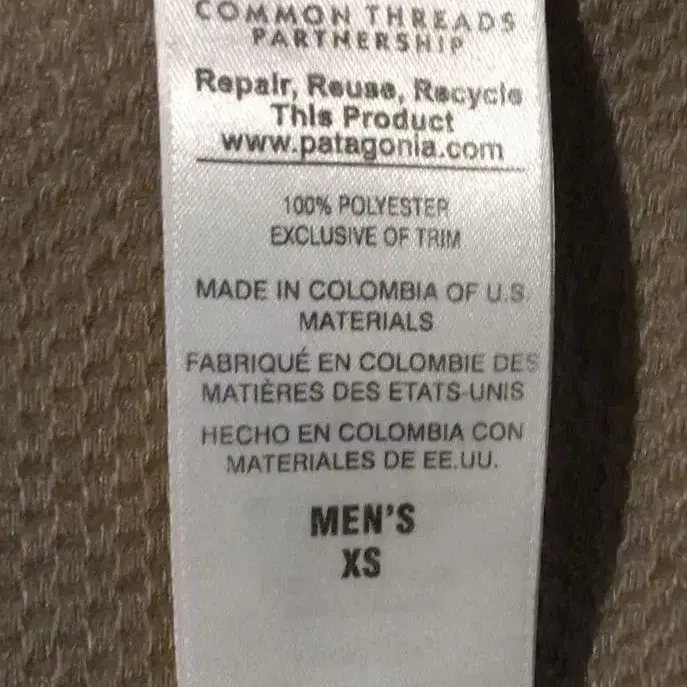 COMMON THREADS
PARTNERSHIP
Repair, Reuse, Recycle
This Product
www.patagonia.com
100% POLYESTER
EXCLUSIVE OF TRIM
MADE IN COLOMBIA OF U.S.
MATERIALS
FABRIQUÉ EN COLOMBIE DES
MATIÈRES DES ETATS-UNIS
HECHO EN COLOMBIA CON
MATERIALES DE EE.UU.
MEN'S
XS